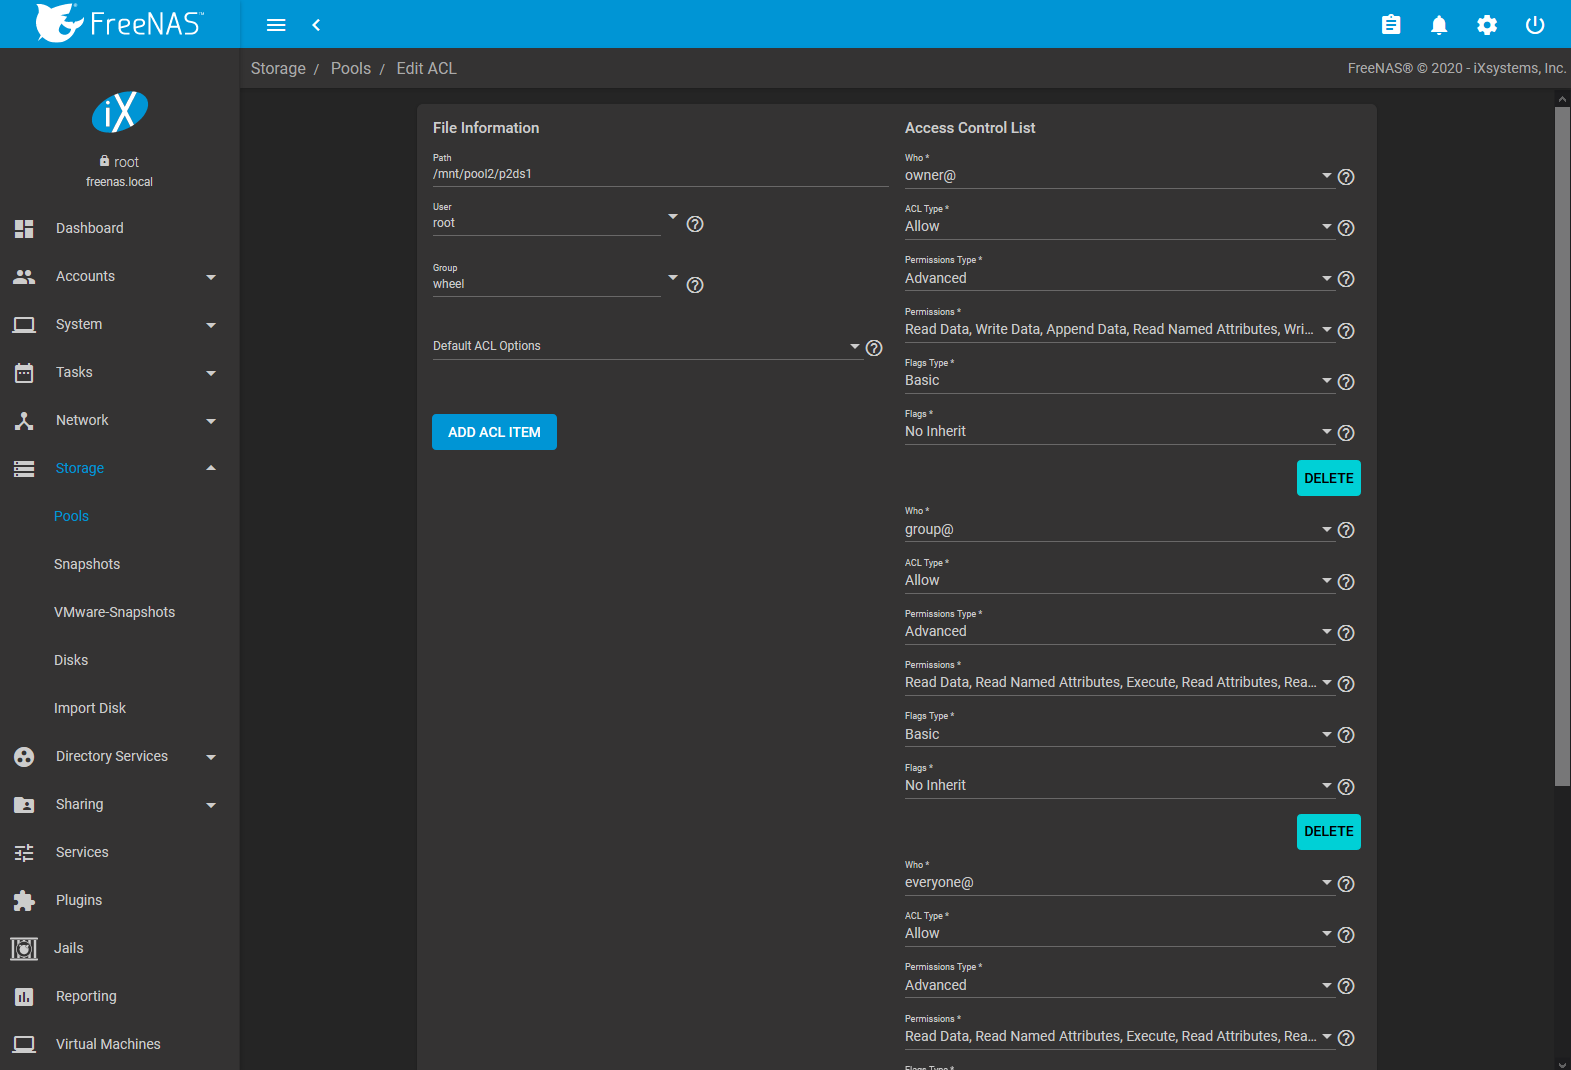 FreeNAS™
Storage / Pools / Edit ACL
FreeNAS® © 2020 - iXsystems, Inc.
iX
root
freenas.local
Dashboard
Accounts
System
Tasks
Network
Storage
Pools
Snapshots
VMware-Snapshots
Disks
Import Disk
Directory Services
Sharing
Services
Plugins
Jails
Reporting
Virtual Machines
File Information
Path
/mnt/pool2/p2ds1
User
root
Group
wheel
Default ACL Options
ADD ACL ITEM
Access Control List
Who *
owner@
ACL Type *
Allow
Permissions Type *
Advanced
Permissions *
Read Data, Write Data, Append Data, Read Named Attributes, Wri...
Flags Type *
Basic
Flags *
No Inherit
DELETE
Who *
group@
ACL Type *
Allow
Permissions Type *
Advanced
Permissions *
Read Data, Read Named Attributes, Execute, Read Attributes, Rea...
Flags Type *
Basic
Flags *
No Inherit
DELETE
Who *
everyone@
ACL Type *
Allow
Permissions Type *
Advanced
Permissions *
Read Data, Read Named Attributes, Execute, Read Attributes, Rea...
Flags Type *